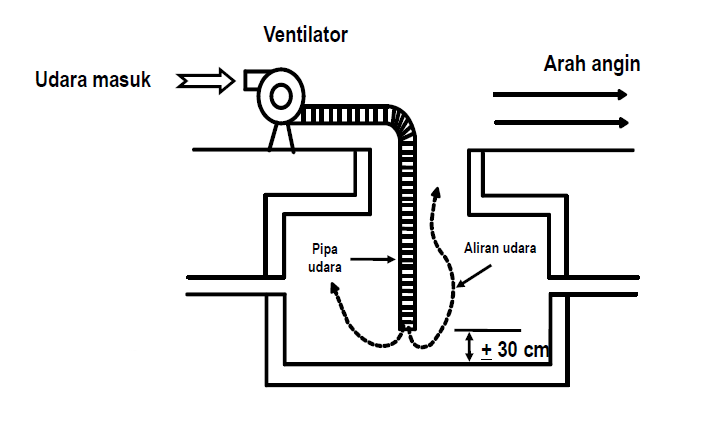 Ventilator
Udara masuk
Arah angin
Pipa
udara
Aliran udara
± 30 cm